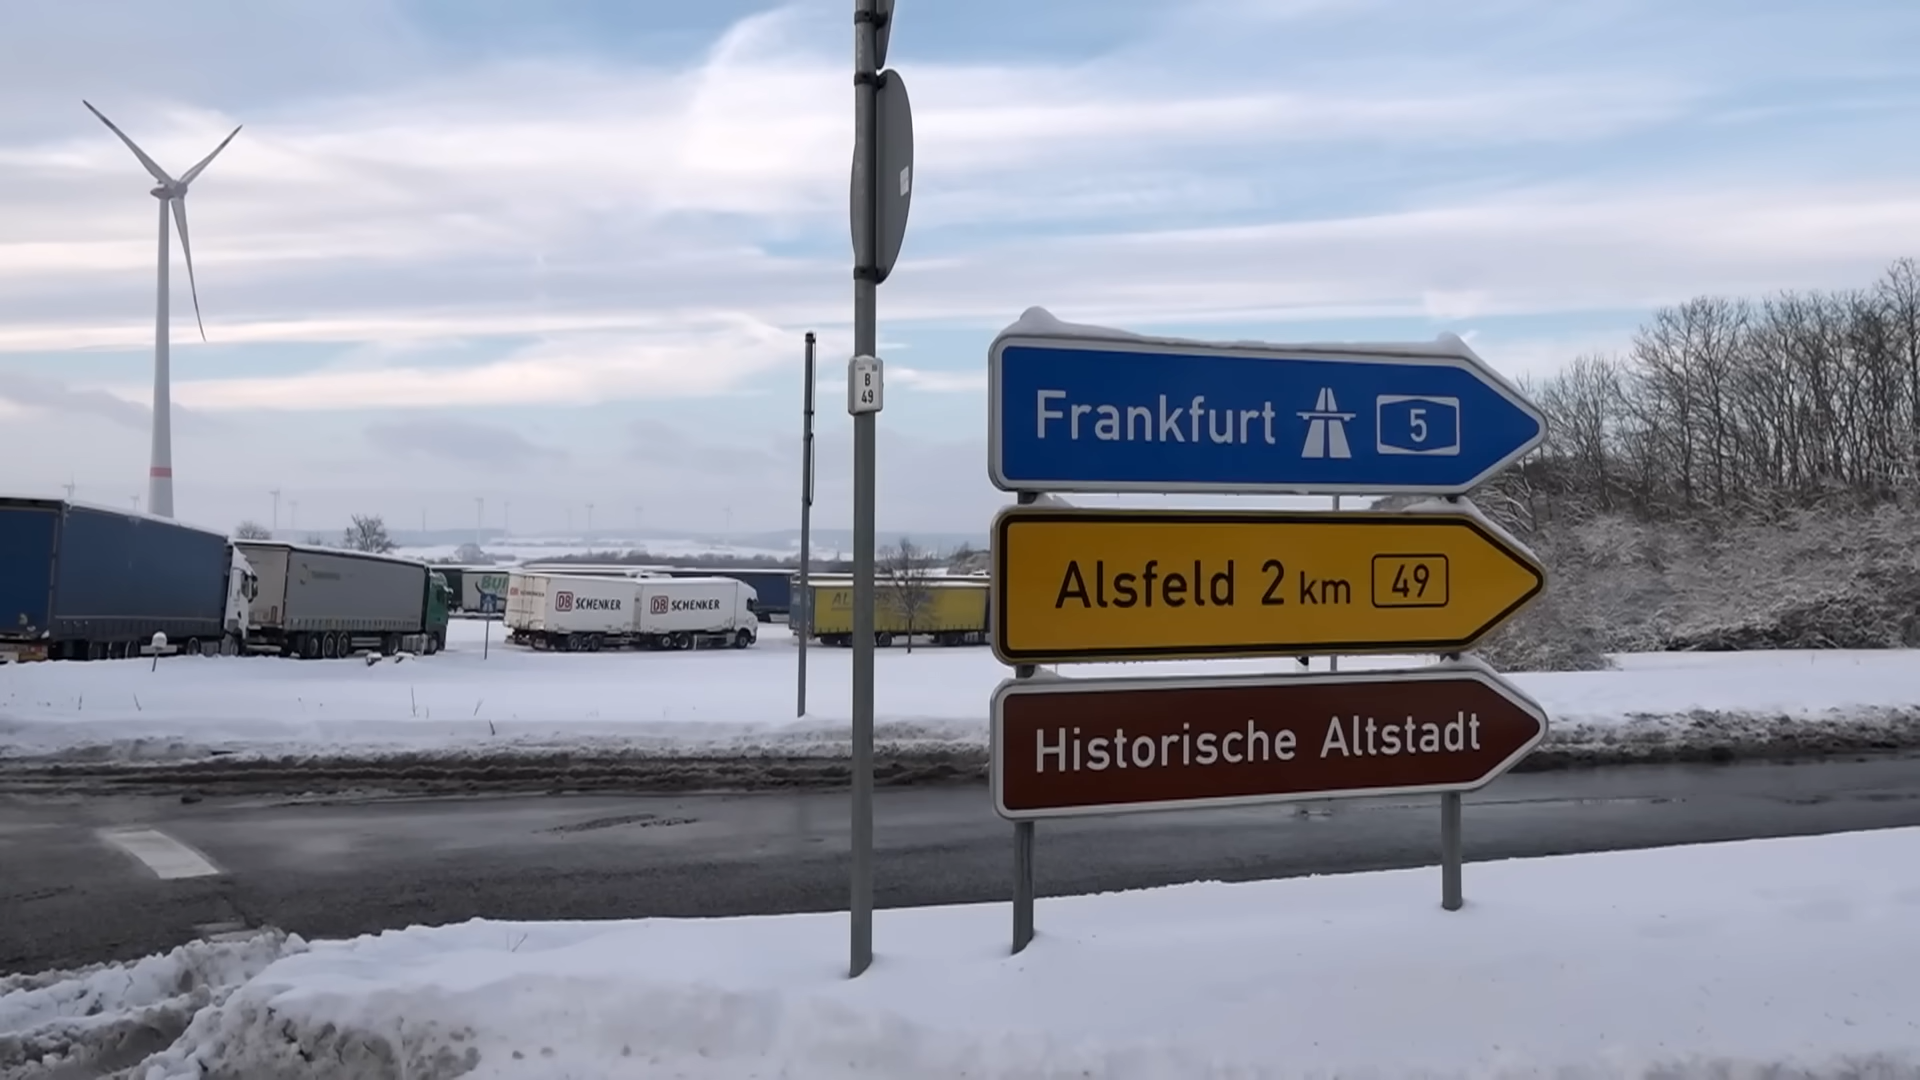 B
49
Frankfurt 5
Alsfeld 2 km 49
Historische Altstadt
DB SCHENKER DB SCHENKER